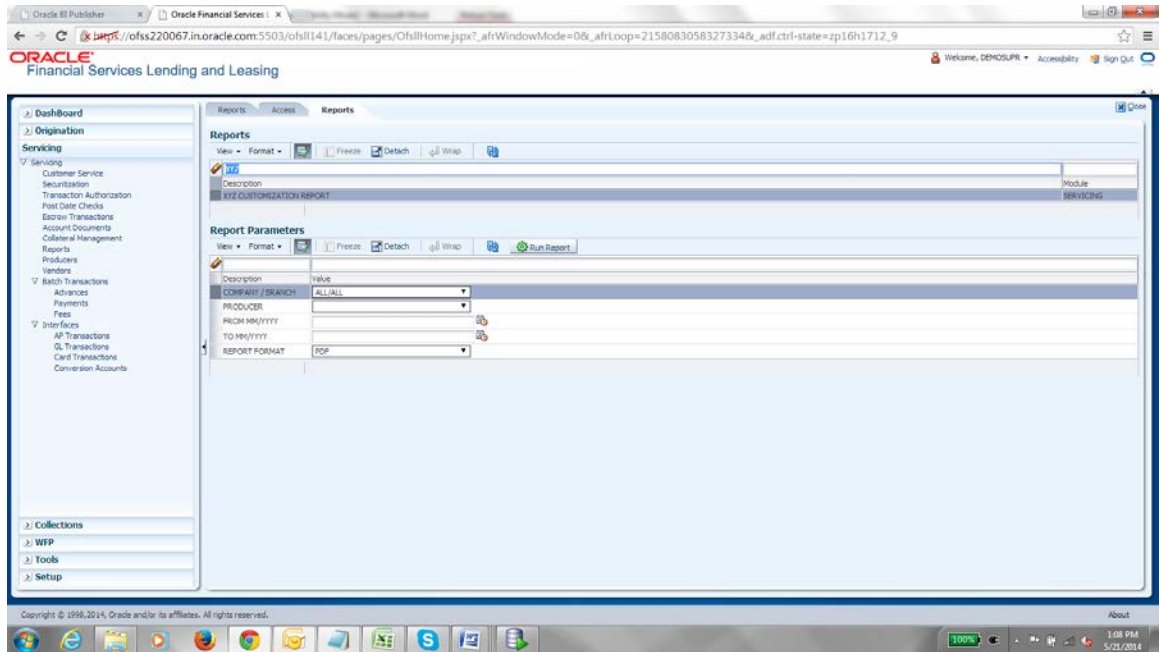 Oracle BI Publisher
Oracle Financial Services L
https://ofss220067.in.oracle.com:5503/ofsll141/faces/pages/OfsllHome.jspx?_afrWindowMode=0&_afrLoop=2158083058327334&_adf.ctrl-state=zp16h1712_9
ORACLE
Financial Services Lending and Leasing
Welcome, DEMOSUPR
Accessibility
Sign Out
DashBoard
Origination
Servicing
Servicing
Customer Service
Securitization
Transaction Authorization
Post Date Checks
Escrow Transactions
Account Documents
Collateral Management
Reports
Producers
Vendors
Batch Transactions
Advances
Payments
Fees
Interfaces
AP Transactions
GL Transactions
Card Transactions
Conversion Accounts
Collections
WFP
Tools
Setup
Reports Access Reports
Close
Reports
View Format Freeze Detach Wrap
XYZ
Description Module
XYZ CUSTOMIZATION REPORT SERVICING
Report Parameters
View Format Freeze Detach Wrap Run Report
Description Value
COMPANY / BRANCH ALL/ALL
PRODUCER
FROM MM/YYYY
TO MM/YYYY
REPORT FORMAT PDF
Copyright © 1998,2014, Oracle and/or its affiliates. All rights reserved.
About
100%
1:08 PM
5/21/2014